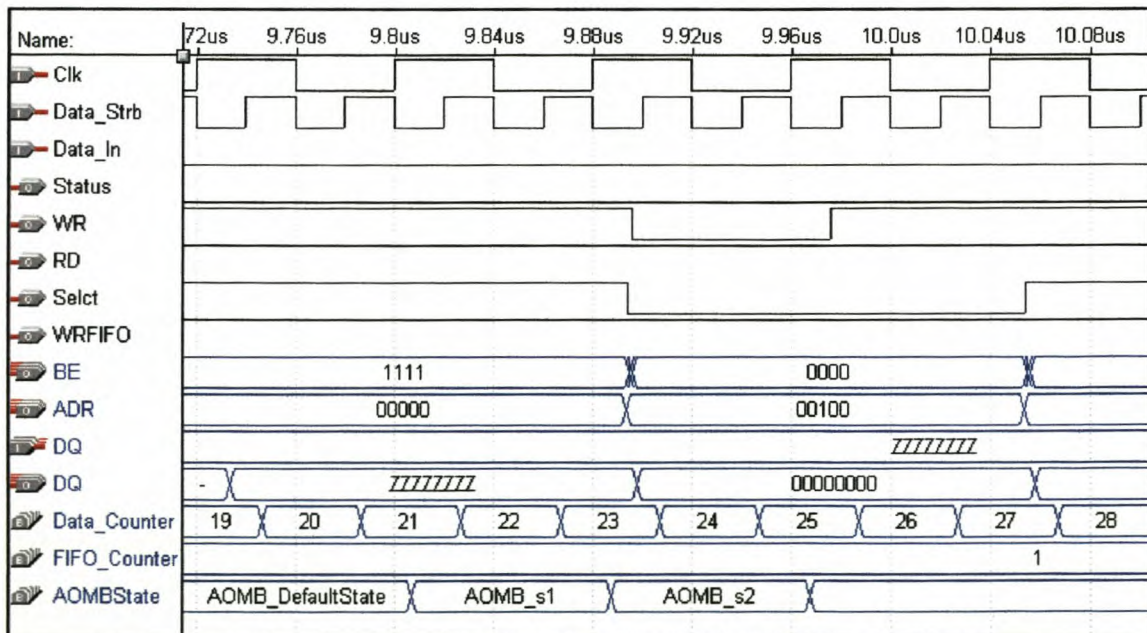 Name: 72us 9.76us 9.8us 9.84us 9.88us 9.92us 9.96us 10.0us 10.04us 10.08us
Clk
Data_Strb
Data_In
Status
WR
RD
Selct
WRFIFO
BE 1111 0000
ADR 00000 00100
DQ ZZZZZZZZ
DQ - ZZZZZZZZ 00000000
Data_Counter 19 20 21 22 23 24 25 26 27 28
FIFO_Counter 1
AOMBState AOMB_DefaultState AOMB_s1 AOMB_s2